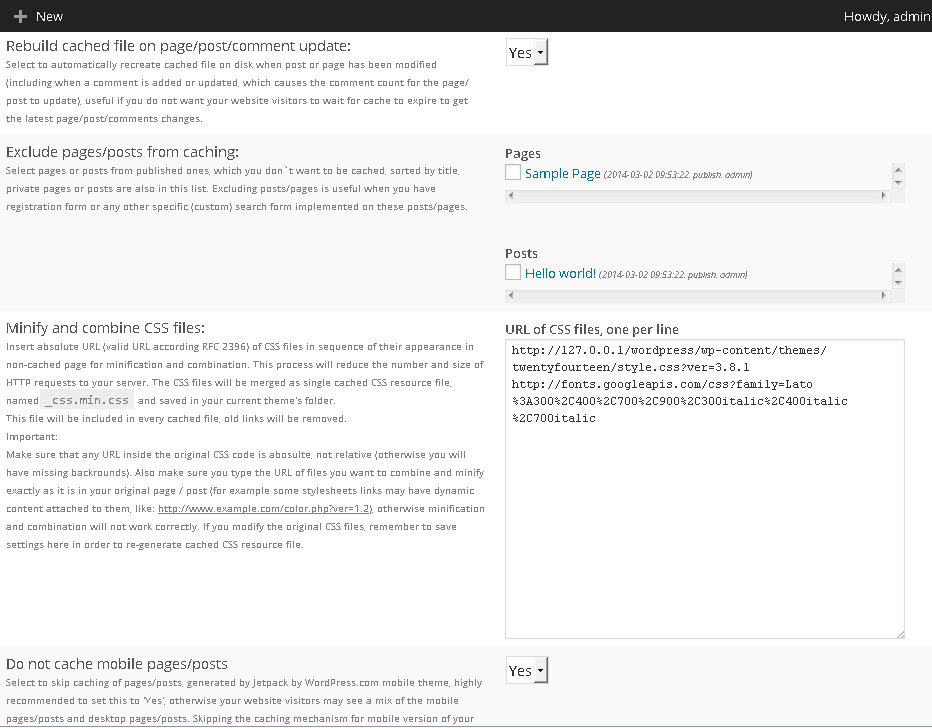 New
Howdy, admin
Rebuild cached file on page/post/comment update:
Select to automatically recreate cached file on disk when post or page has been modified
(including when a comment is added or updated, which causes the comment count for the page/
post to update), useful if you do not want your website visitors to wait for cache to expire to get
the latest page/post/comments changes.
Yes
Exclude pages/posts from caching:
Select pages or posts from published ones, which you don`t want to be cached, sorted by title,
private pages or posts are also in this list. Excluding posts/pages is useful when you have
registration form or any other specific (custom) search form implemented on these posts/pages.
Pages
Sample Page (2014-03-02 09:53:22, publish, admin)
Posts
Hello world! (2014-03-02 09:53:22, publish, admin)
Minify and combine CSS files:
Insert absolute URL (valid URL according RFC 2396) of CSS files in sequence of their appearance in
non-cached page for minification and combination. This process will reduce the number and size of
HTTP requests to your server. The CSS files will be merged as single cached CSS resource file,
named _css.min.css and saved in your current theme's folder.
This file will be included in every cached file, old links will be removed.
Important:
Make sure that any URL inside the original CSS code is abosulte, not relative (otherwise you will
have missing backrounds). Also make sure you type the URL of files you want to combine and minify
exactly as it is in your original page / post (for example some stylesheets links may have dynamic
content attached to them, like: http://www.example.com/color.php?ver=1.2), otherwise minification
and combination will not work correctly. If you modify the original CSS files, remember to save
settings here in order to re-generate cached CSS resource file.
URL of CSS files, one per line
http://127.0.0.1/wordpress/wp-content/themes/
twentyfourteen/style.css?ver=3.8.1
http://fonts.googleapis.com/css?family=Lato
%3A300%2C400%2C700%2C900%2C300italic%2C400italic
%2C700italic
Do not cache mobile pages/posts
Select to skip caching of pages/posts, generated by Jetpack by WordPress.com mobile theme, highly
recommended to set this to 'Yes', otherwise your website visitors may see a mix of the mobile
pages/posts and desktop pages/posts. Skipping the caching mechanism for mobile version of your
Yes